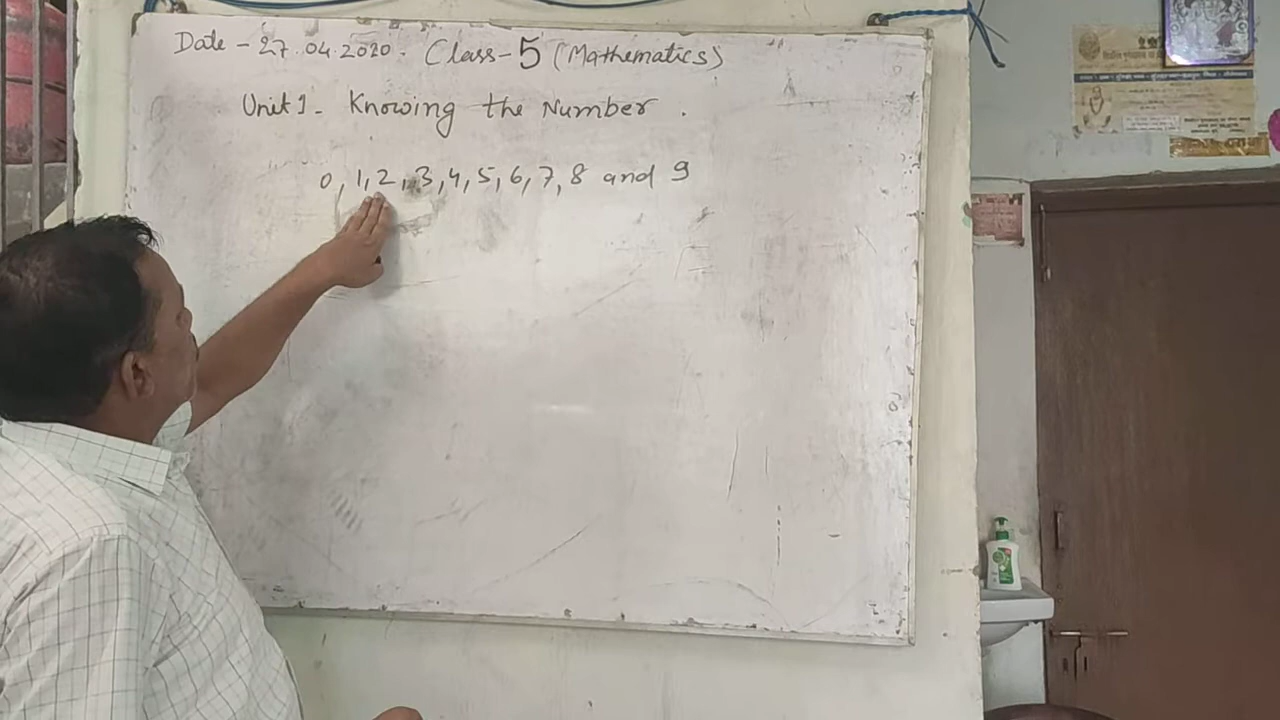 Date - 27.04.2020. Class-5 (Mathematics)
Unit 1- Knowing the Number.
0, 1, 2, 3, 4, 5, 6, 7, 8 and 9